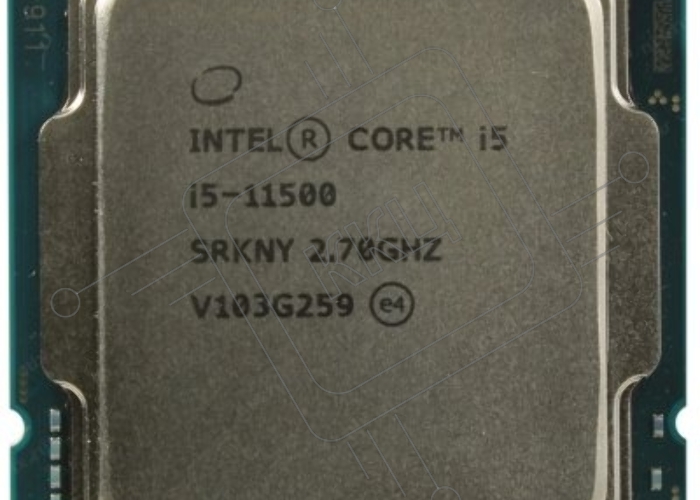 INTEL® CORE™ i5
i5-11500
SRKNY 2.70GHZ
V103G259 e4